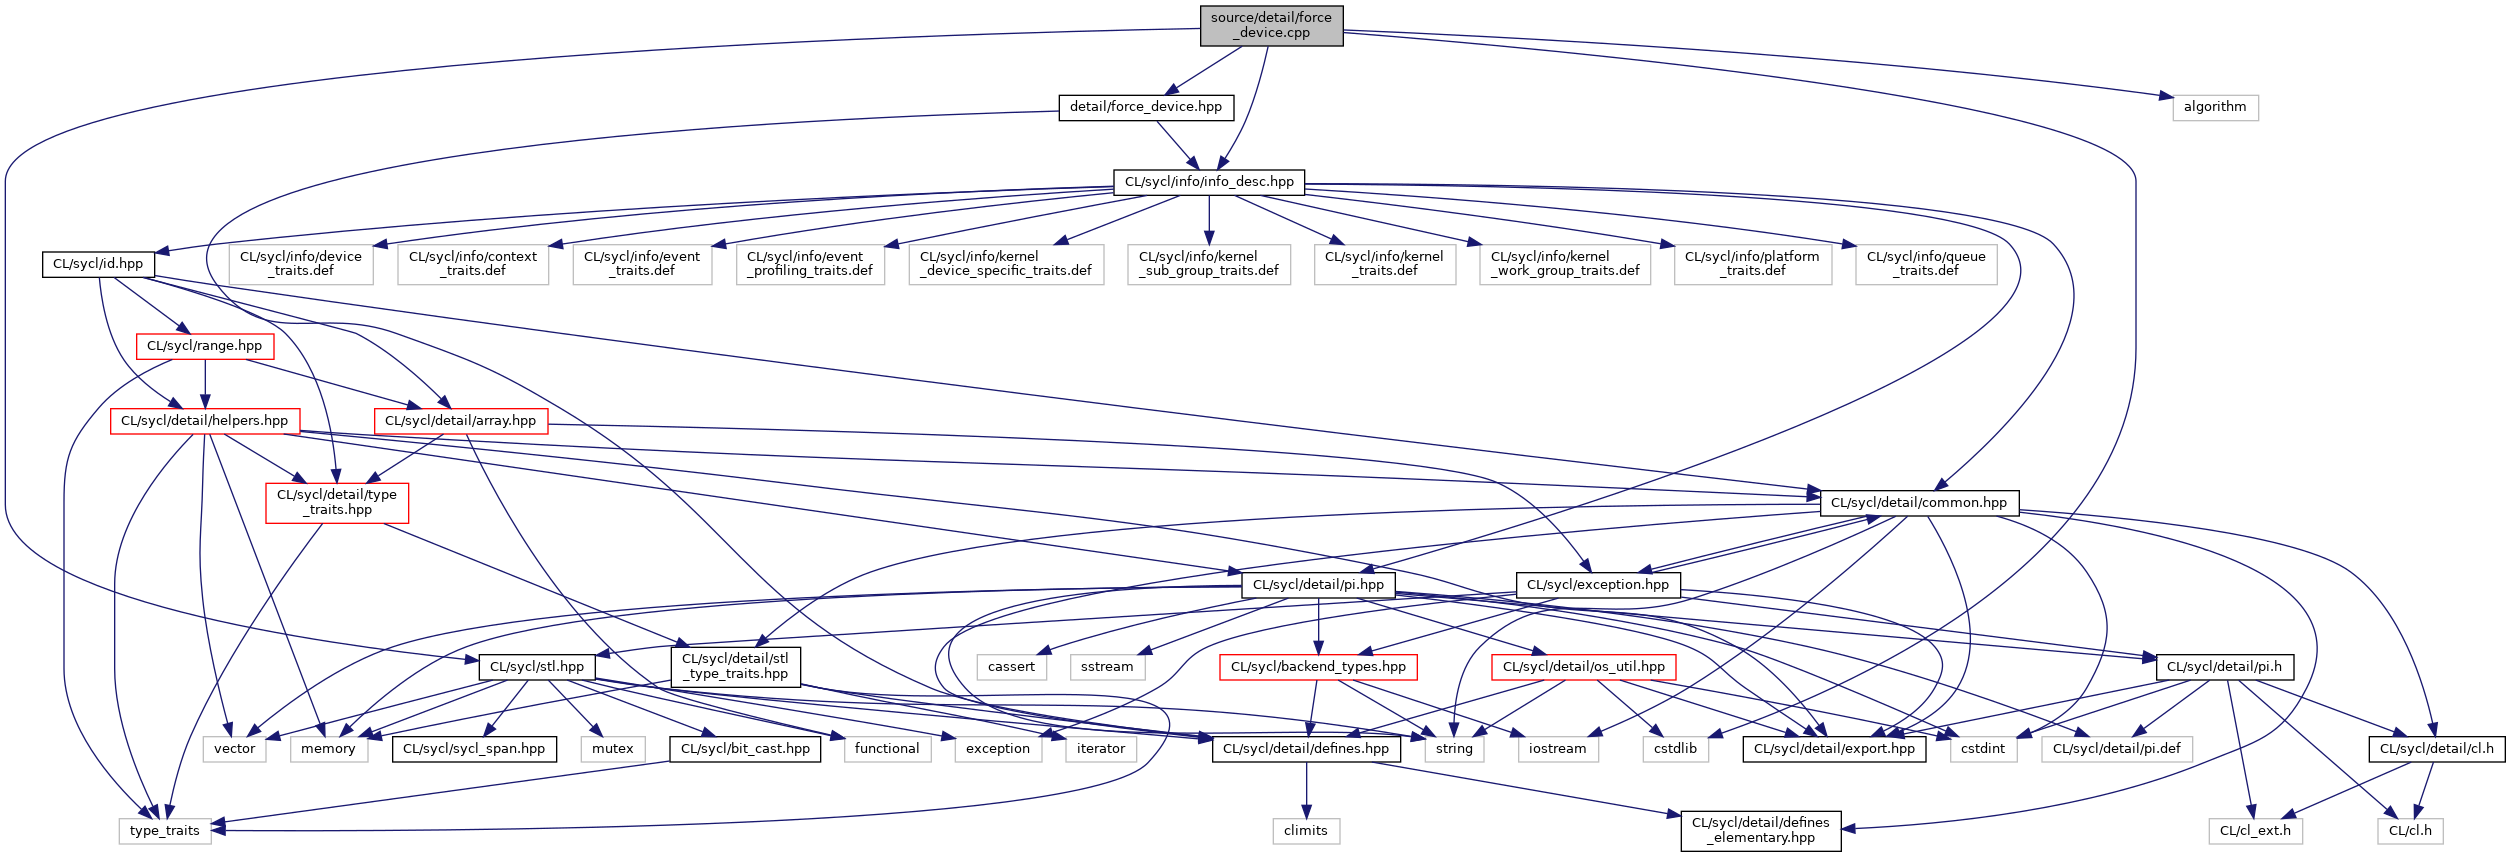 source/detail/force
_device.cpp
detail/force_device.hpp
algorithm
CL/sycl/info/info_desc.hpp
CL/sycl/id.hpp
CL/sycl/info/device
_traits.def
CL/sycl/info/context
_traits.def
CL/sycl/info/event
_traits.def
CL/sycl/info/event
_profiling_traits.def
CL/sycl/info/kernel
_device_specific_traits.def
CL/sycl/info/kernel
_sub_group_traits.def
CL/sycl/info/kernel
_traits.def
CL/sycl/info/kernel
_work_group_traits.def
CL/sycl/info/platform
_traits.def
CL/sycl/info/queue
_traits.def
CL/sycl/range.hpp
CL/sycl/detail/helpers.hpp
CL/sycl/detail/array.hpp
CL/sycl/detail/type
_traits.hpp
CL/sycl/detail/common.hpp
CL/sycl/detail/pi.hpp
CL/sycl/exception.hpp
CL/sycl/stl.hpp
CL/sycl/detail/stl
_type_traits.hpp
cassert
sstream
CL/sycl/backend_types.hpp
CL/sycl/detail/os_util.hpp
CL/sycl/detail/pi.h
vector
memory
CL/sycl/sycl_span.hpp
mutex
CL/sycl/bit_cast.hpp
functional
exception
iterator
CL/sycl/detail/defines.hpp
string
iostream
cstdlib
CL/sycl/detail/export.hpp
cstdint
CL/sycl/detail/pi.def
CL/sycl/detail/cl.h
type_traits
climits
CL/sycl/detail/defines
_elementary.hpp
CL/cl_ext.h
CL/cl.h